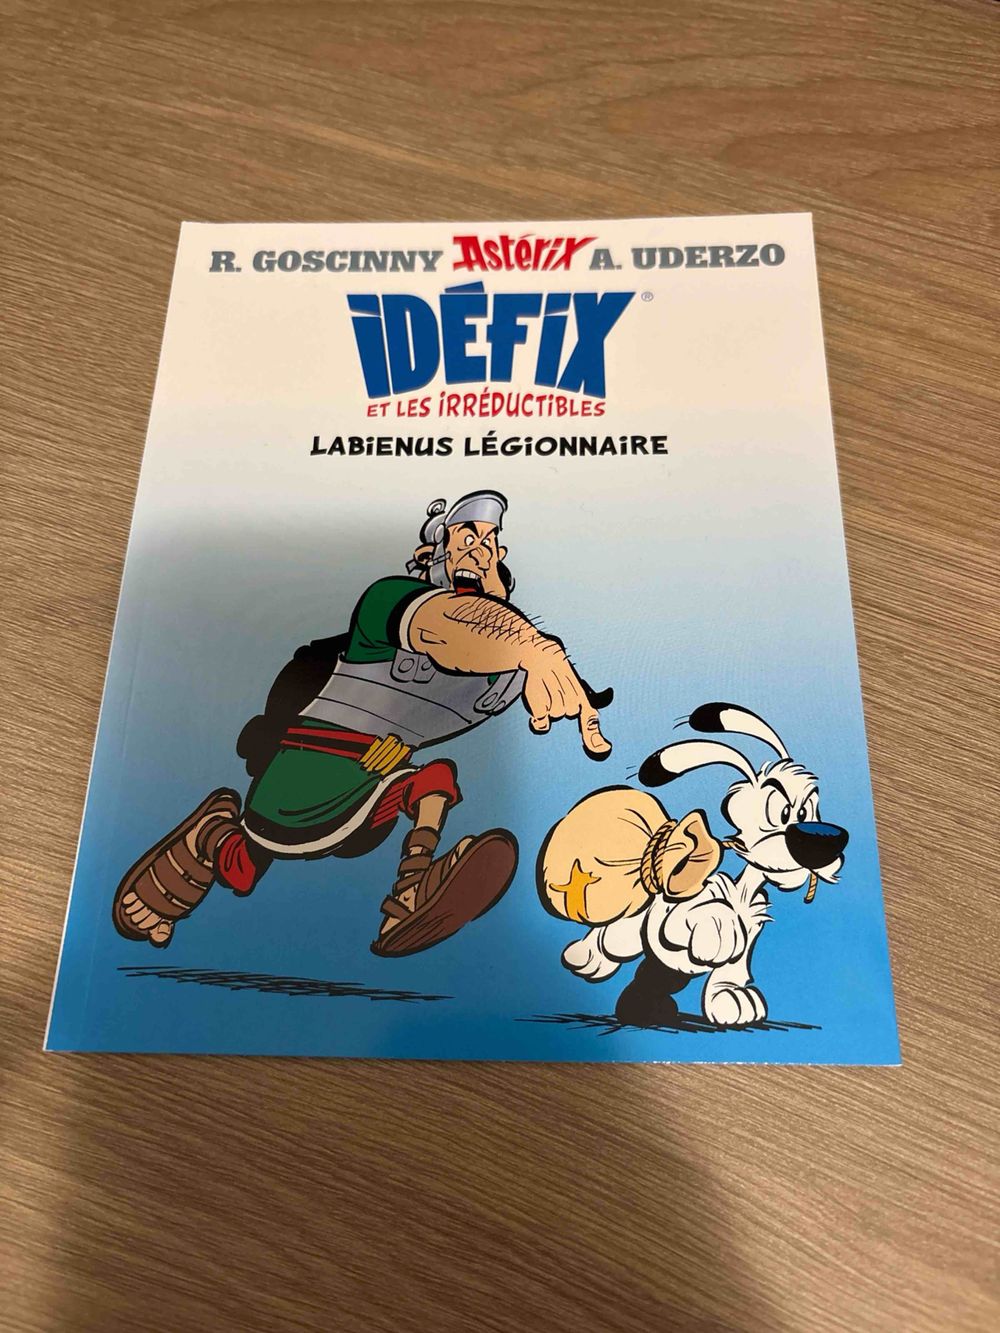 R. GOSCINNY Astérix A. UDERZO
IDÉFIX ®
ET LES IRRÉDUCTIBLES
LABIENUS LÉGIONNAIRE